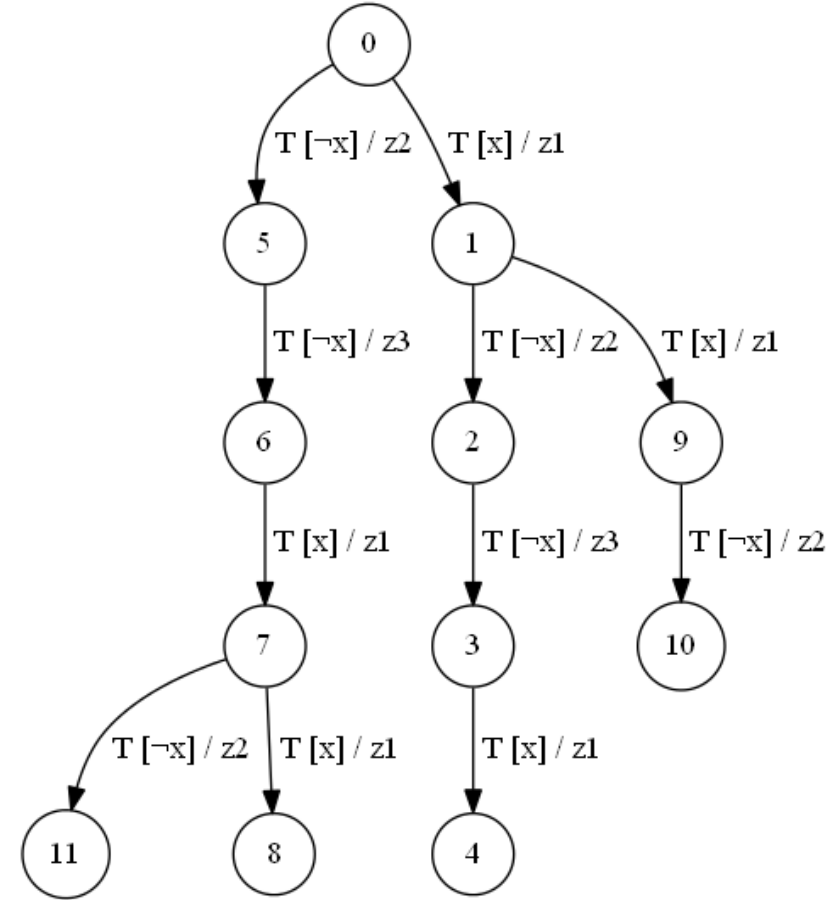 0
T [¬x] / z2 T [x] / z1
5 1
T [¬x] / z3 T [¬x] / z2 T [x] / z1
6 2 9
T [x] / z1 T [¬x] / z3 T [¬x] / z2
7 3 10
T [¬x] / z2 T [x] / z1 T [x] / z1
11 8 4